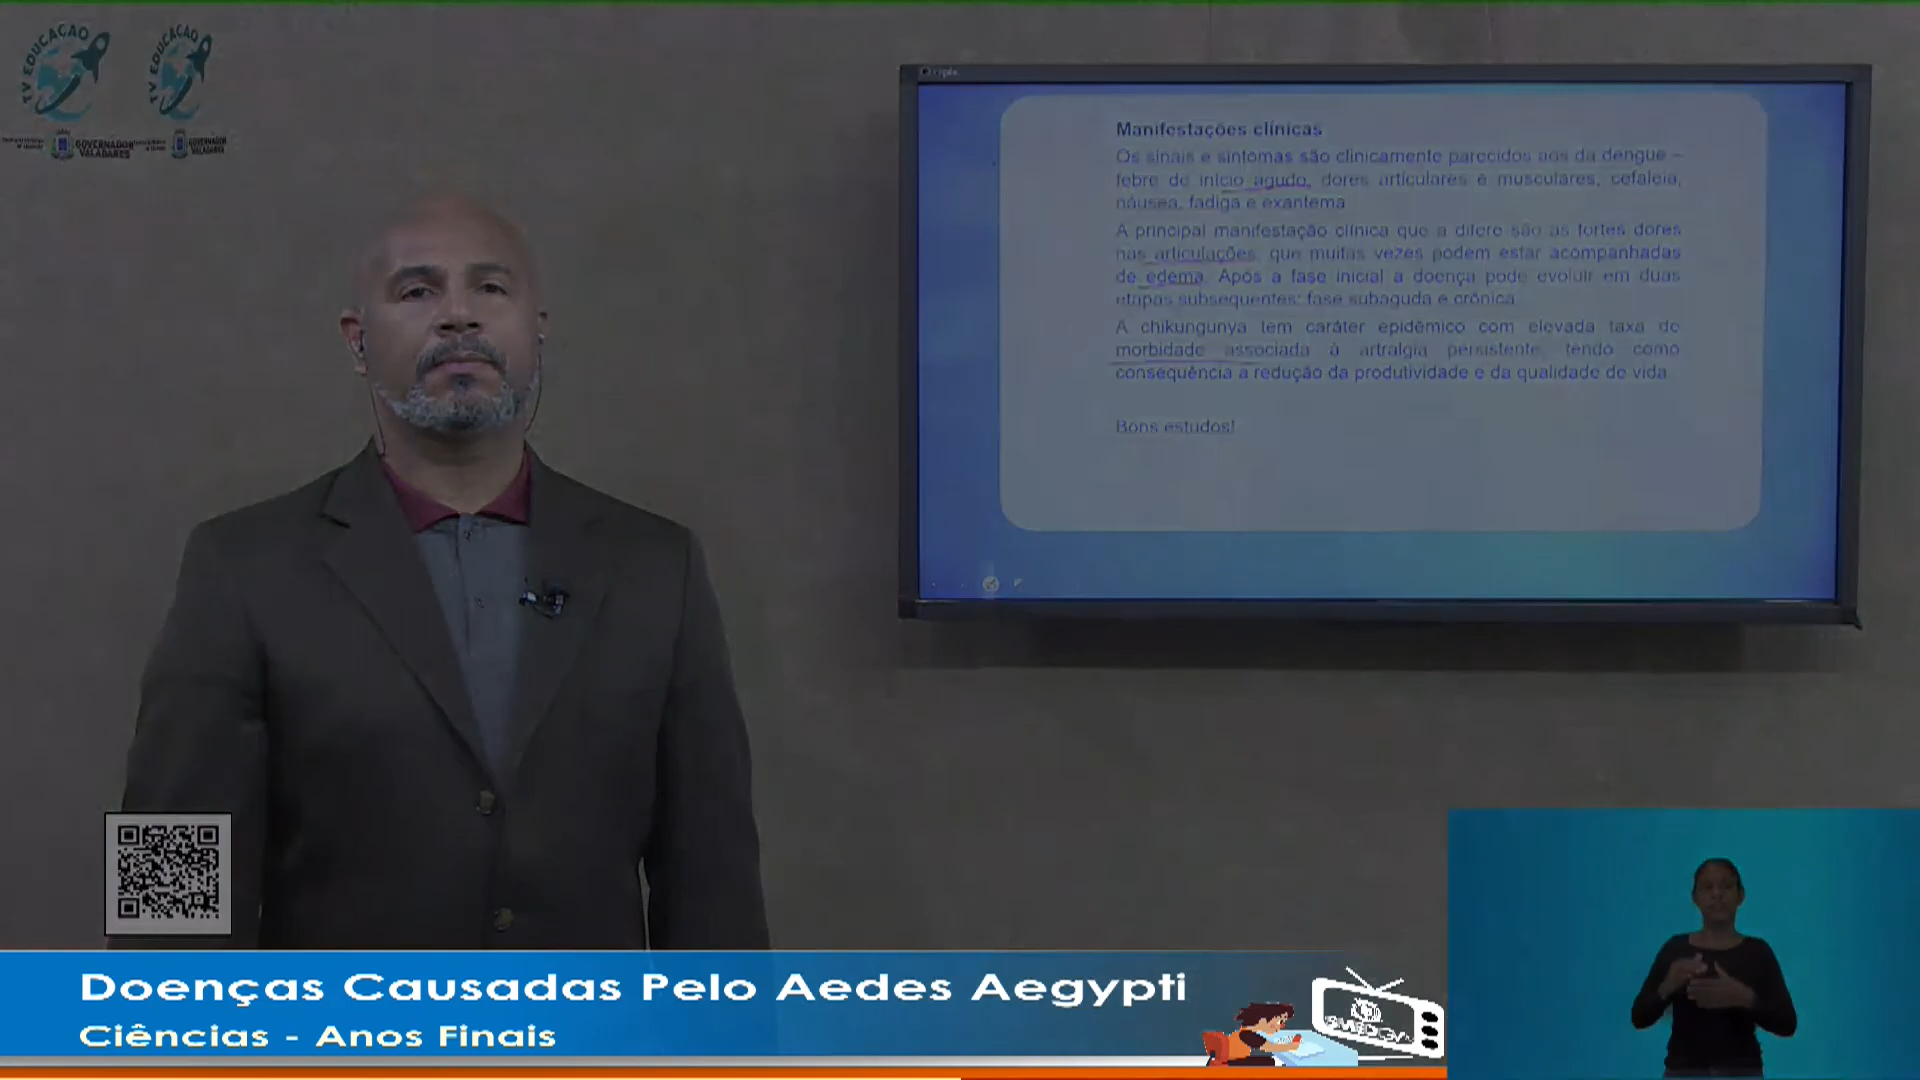 TV EDUCAÇÃO
TV EDUCAÇÃO
GOVERNADOR
VALADARES
GOVERNADOR
VALADARES
Manifestações clínicas
Os sinais e sintomas são clinicamente parecidos aos da dengue –
febre de início agudo, dores articulares e musculares, cefaleia,
náusea, fadiga e exantema
A principal manifestação clínica que a difere são as fortes dores
nas articulações, que muitas vezes podem estar acompanhadas
de edema. Após a fase inicial a doença pode evoluir em duas
etapas subsequentes: fase subaguda e crônica
A chikungunya tem caráter epidêmico com elevada taxa de
morbidade associada à artralgia persistente, tendo como
consequência a redução da produtividade e da qualidade de vida.
Bons estudos!
Doenças Causadas Pelo Aedes Aegypti
Ciências - Anos Finais